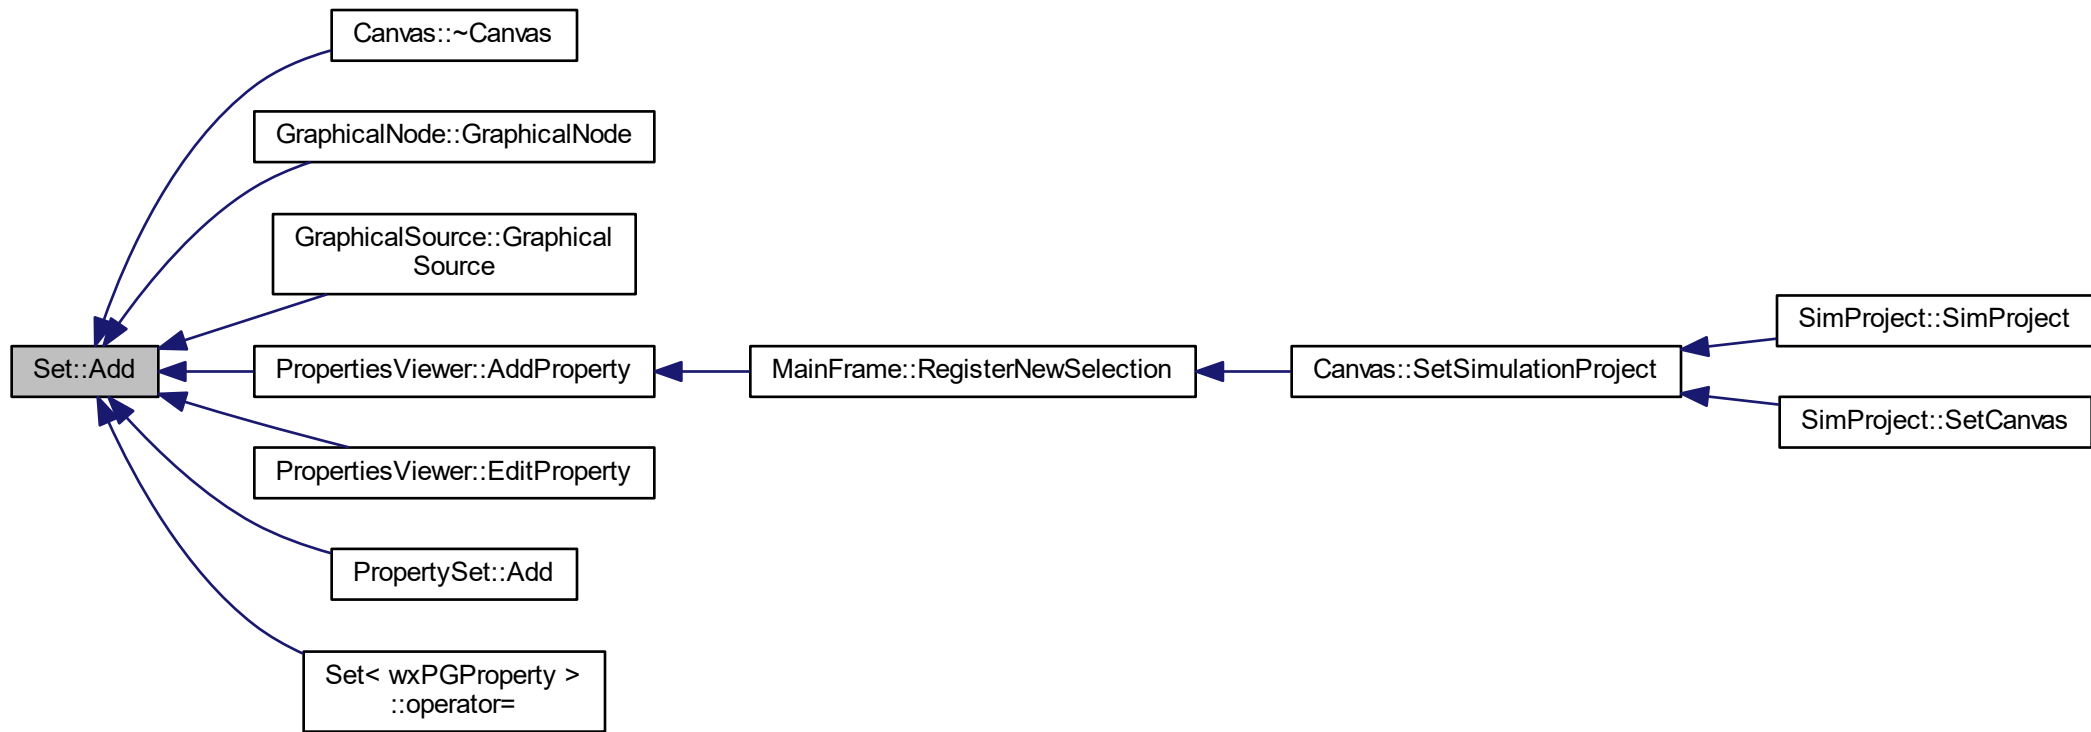 Canvas::~Canvas
GraphicalNode::GraphicalNode
GraphicalSource::Graphical
Source
Set::Add
PropertiesViewer::AddProperty
MainFrame::RegisterNewSelection
Canvas::SetSimulationProject
SimProject::SimProject
SimProject::SetCanvas
PropertiesViewer::EditProperty
PropertySet::Add
Set< wxPGProperty >
::operator=